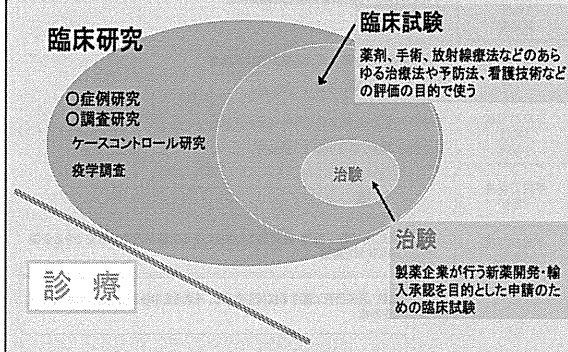 臨床研究
○症例研究
○調査研究
ケースコントロール研究
疫学調査
臨床試験
薬剤、手術、放射線療法などのあら
ゆる治療法や予防法、看護技術など
の評価の目的で使う
治験
治験
製薬企業が行う新薬開発・輸
入承認を目的とした申請のた
めの臨床試験
診療